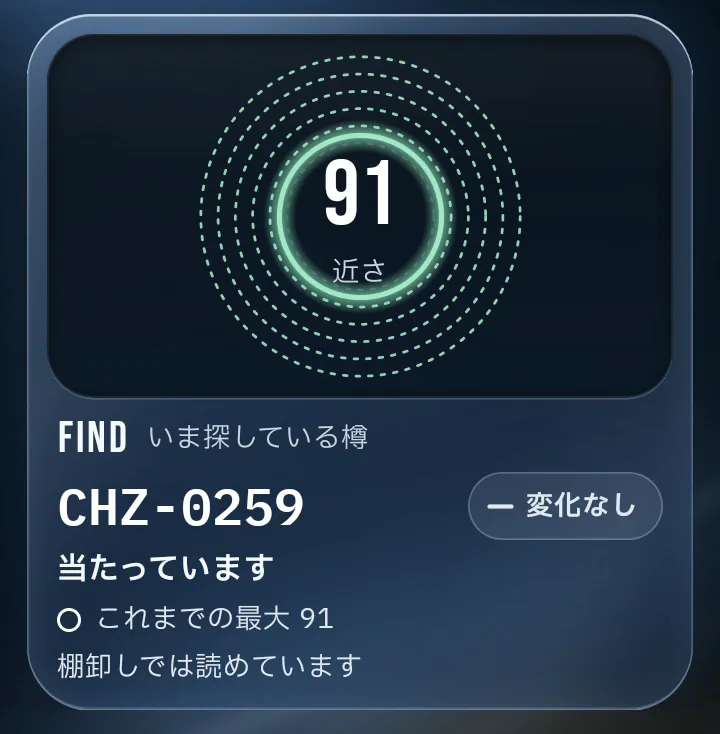 91
近さ
FIND いま探している樽
CHZ-0259
変化なし
当たっています
これまでの最大 91
棚卸しでは読めています